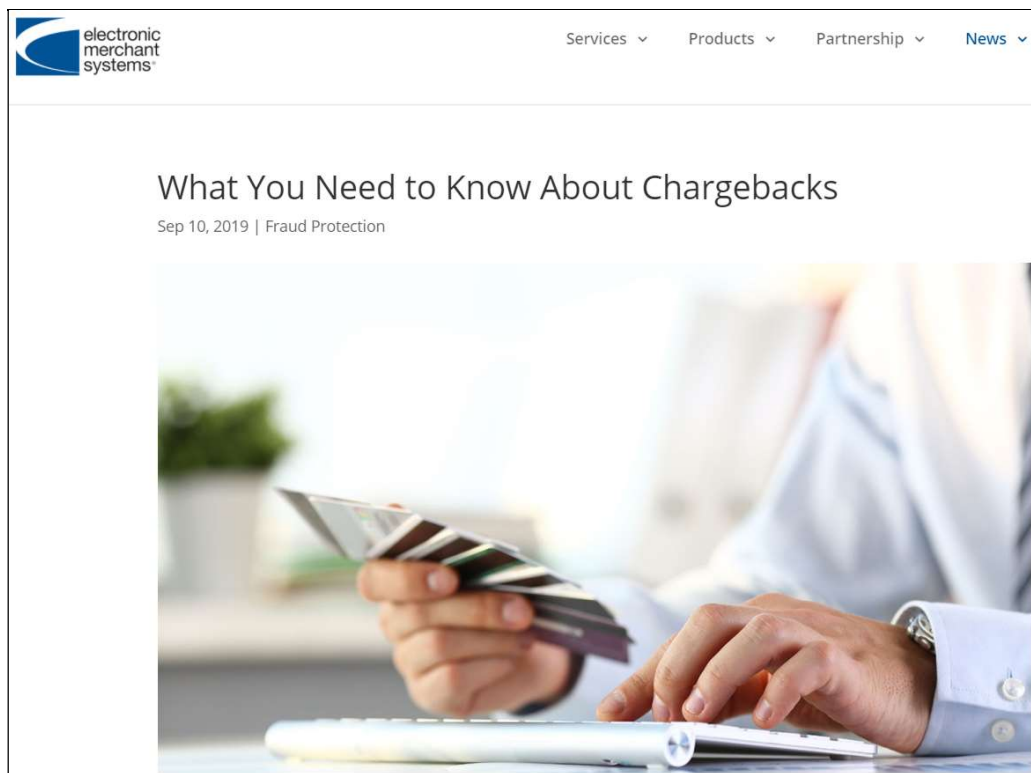 electronic
merchant
systems®
Services Products Partnership News
What You Need to Know About Chargebacks
Sep 10, 2019 | Fraud Protection